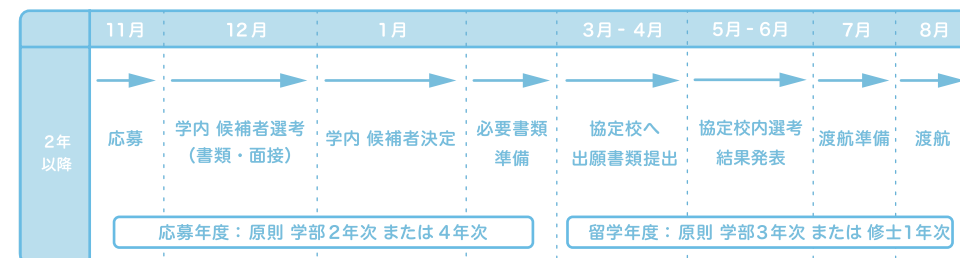 11月 12月 1月 3月 - 4月 5月 - 6月 7月 8月
2年
以降
応募
学内 候補者選考
（書類・面接）
学内 候補者決定
必要書類
準備
協定校へ
出願書類提出
協定校内選考
結果発表
渡航準備
渡航
応募年度： 原則 学部２年次 または ４年次
留学年度： 原則 学部3年次 または 修士1年次